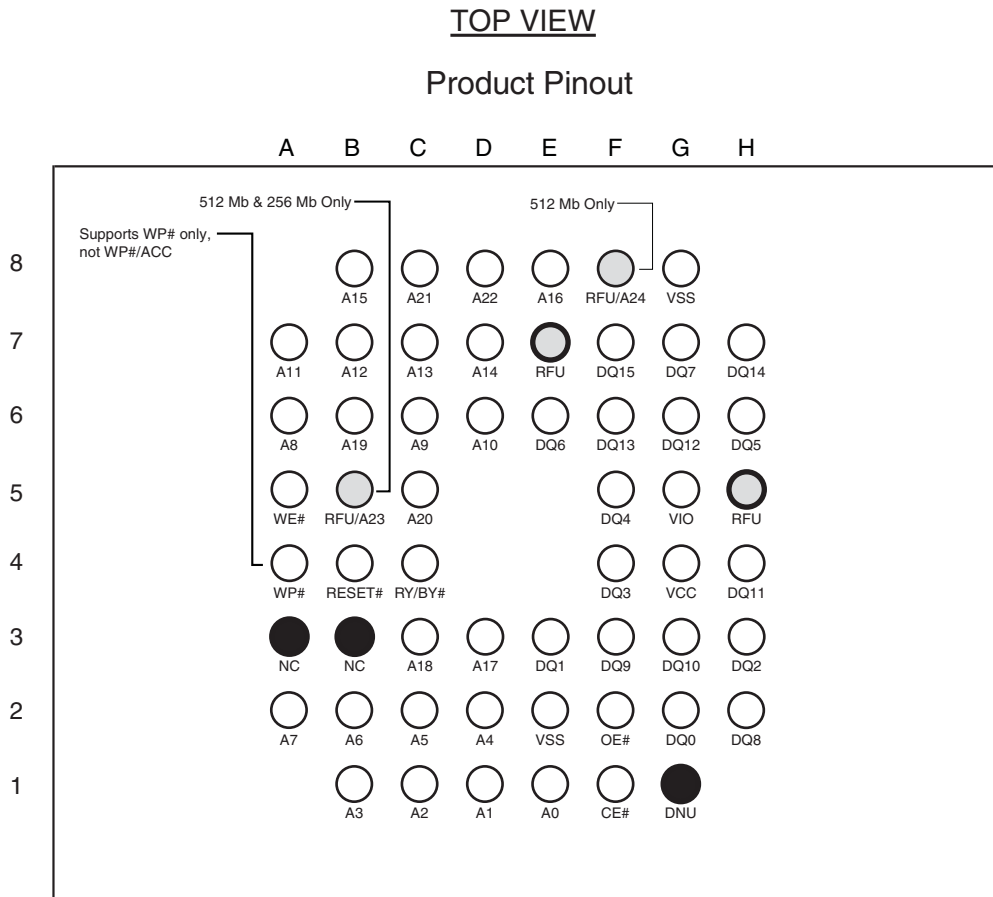 TOP VIEW
Product Pinout
A B C D E F G H
512 Mb & 256 Mb Only
512 Mb Only
Supports WP# only,
not WP#/ACC
8
A15 A21 A22 A16 RFU/A24 VSS
7
A11 A12 A13 A14 RFU DQ15 DQ7 DQ14
6
A8 A19 A9 A10 DQ6 DQ13 DQ12 DQ5
5
WE# RFU/A23 A20 DQ4 VIO RFU
4
WP# RESET# RY/BY# DQ3 VCC DQ11
3
NC NC A18 A17 DQ1 DQ9 DQ10 DQ2
2
A7 A6 A5 A4 VSS OE# DQ0 DQ8
1
A3 A2 A1 A0 CE# DNU